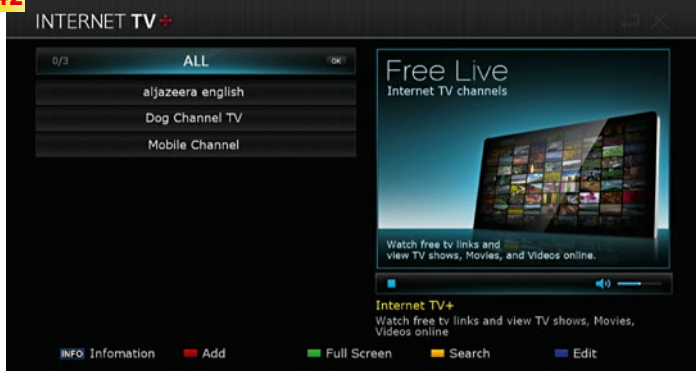 42
INTERNET TV+
0/3 ALL OK
aljazeera english
Dog Channel TV
Mobile Channel
Free Live
Internet TV channels
Watch free tv links and
view TV shows, Movies, and Videos online.
Internet TV+
Watch free tv links and view TV shows, Movies,
Videos online
INFO Infomation Add Full Screen Search Edit